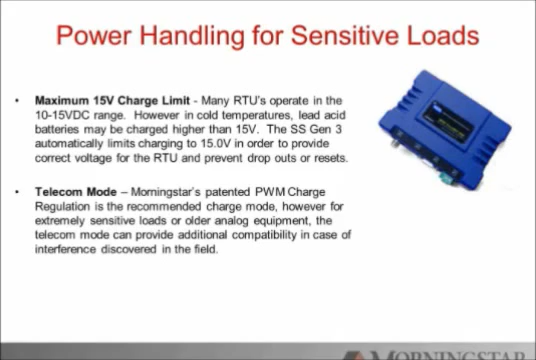 Power Handling for Sensitive Loads
• Maximum 15V Charge Limit - Many RTU's operate in the
10-15VDC range. However in cold temperatures, lead acid
batteries may be charged higher than 15V. The SS Gen 3
automatically limits charging to 15.0V in order to provide
correct voltage for the RTU and prevent drop outs or resets.
• Telecom Mode – Morningstar's patented PWM Charge
Regulation is the recommended charge mode, however for
extremely sensitive loads or older analog equipment, the
telecom mode can provide additional compatibility in case of
interference discovered in the field.
MORNINGSTAR